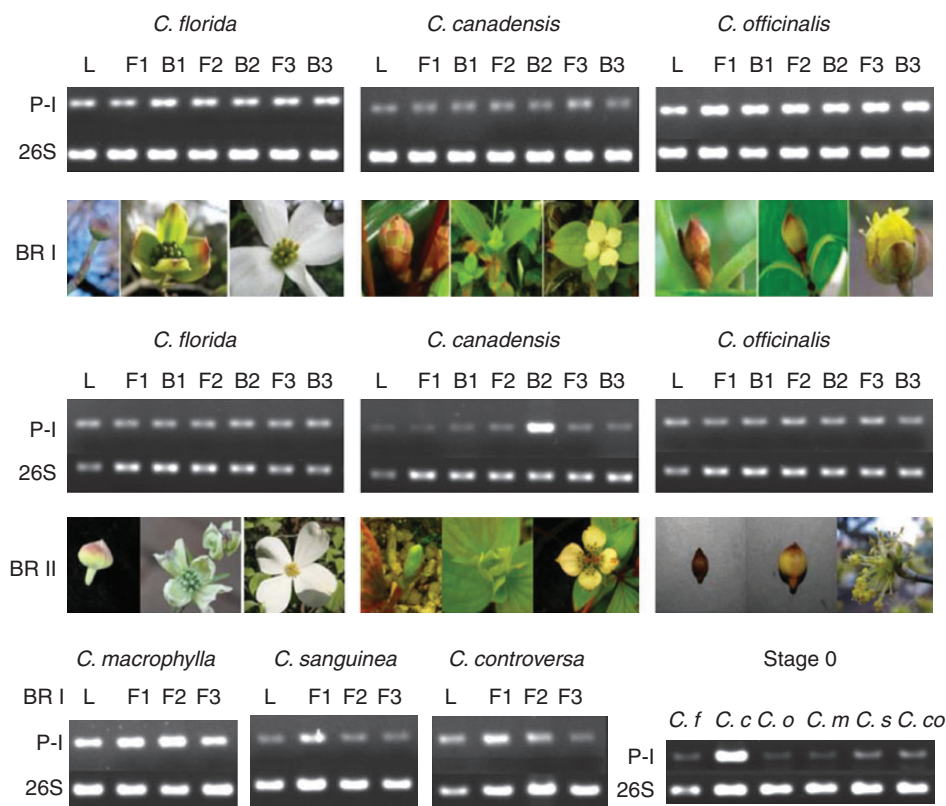 C. florida C. canadensis C. officinalis
L F1 B1 F2 B2 F3 B3 L F1 B1 F2 B2 F3 B3 L F1 B1 F2 B2 F3 B3
P-I
26S
BR I
C. florida C. canadensis C. officinalis
L F1 B1 F2 B2 F3 B3 L F1 B1 F2 B2 F3 B3 L F1 B1 F2 B2 F3 B3
P-I
26S
BR II
C. macrophylla C. sanguinea C. controversa Stage 0
BR I L F1 F2 F3 L F1 F2 F3 L F1 F2 F3
C. f C. c C. o C. m C. s C. co
P-I P-I
26S 26S